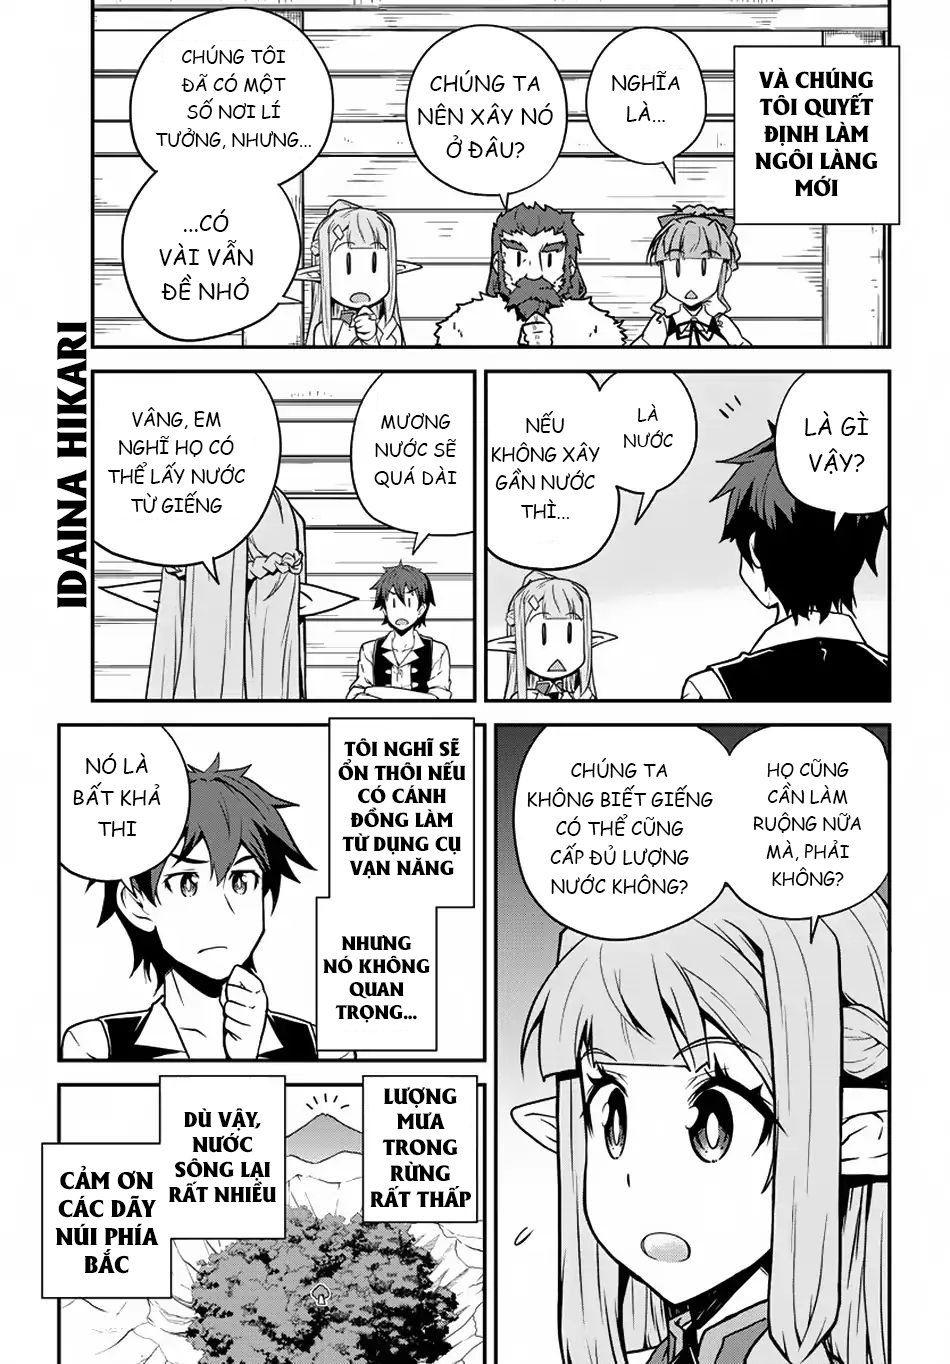 VÀ CHÚNG
TÔI QUYẾT
ĐỊNH LÀM
NGÔI LÀNG
MỚI
NGHĨA
LÀ...
CHÚNG TA
NÊN XÂY NÓ
Ở ĐÂU?
CHÚNG TÔI
ĐÃ CÓ MỘT
SỐ NƠI LÍ
TƯỞNG, NHƯNG...
...CÓ
VÀI VẪN
ĐỀ NHỎ
IDAINA HIKARI
LÀ GÌ
VẬY?
LÀ
NƯỚC
NẾU
KHÔNG XÂY
GẦN NƯỚC
THÌ...
MƯƠNG
NƯỚC SẼ
QUÁ DÀI
VÂNG, EM
NGHĨ HỌ CÓ
THỂ LẤY NƯỚC
TỪ GIẾNG
HỌ CŨNG
CẦN LÀM
RUỘNG NỮA
MÀ, PHẢI
KHÔNG?
CHÚNG TA
KHÔNG BIẾT GIẾNG
CÓ THỂ CŨNG
CẤP ĐỦ LƯỢNG
NƯỚC KHÔNG?
TÔI NGHĨ SẼ
ỔN THÔI NẾU
CÓ CÁNH
ĐỒNG LÀM
TỪ DỤNG CỤ
VẠN NĂNG
NHƯNG
NÓ KHÔNG
QUAN
TRỌNG...
NÓ LÀ
BẤT KHẢ
THI
LƯỢNG
MƯA
TRONG
RỪNG
RẤT THẤP
DÙ VẬY,
NƯỚC
SÔNG LẠI
RẤT NHIỀU
CẢM ƠN
CÁC DÃY
NÚI PHÍA
BẮC